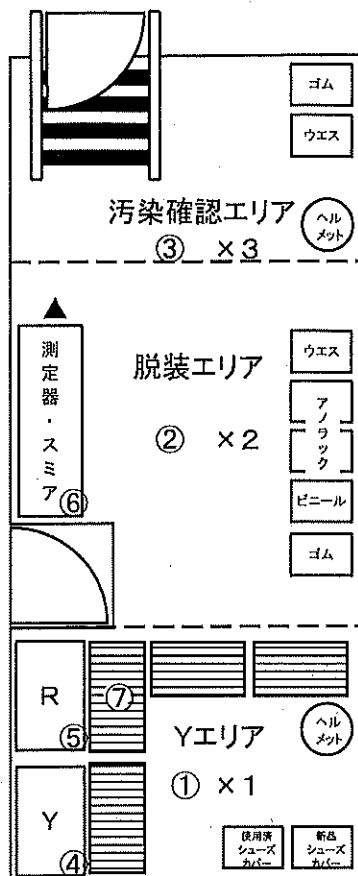 ゴム
ウエス
汚染確認エリア
ヘル
メット
③ ×3
測定器・スミア
⑥
脱装エリア
② ×2
ウエス
アノラック
ビニール
ゴム
R
⑤
⑦
Yエリア
ヘル
メット
① ×1
Y
④
使用済
シューズ
カバー
新品
シューズ
カバー